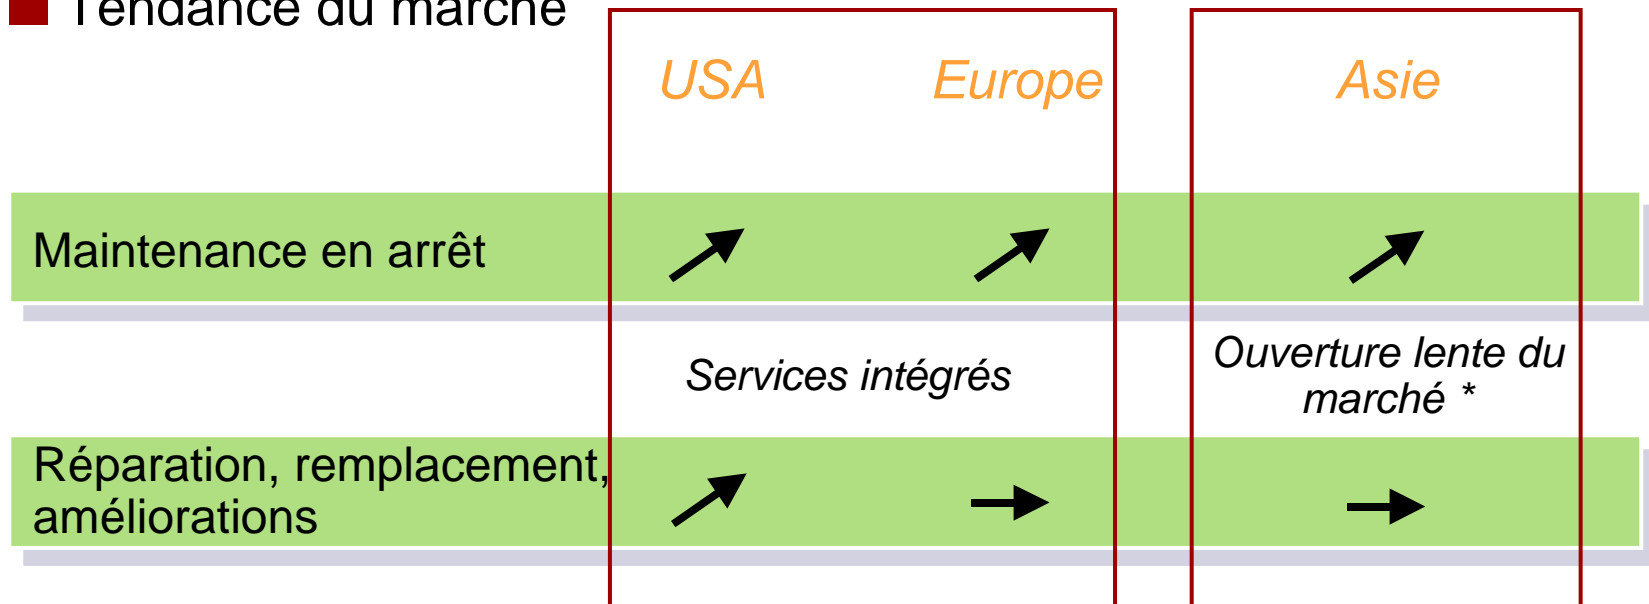 Tendance du marché
USA Europe Asie
Maintenance en arrêt
Services intégrés
Ouverture lente du
marché *
Réparation, remplacement,
améliorations